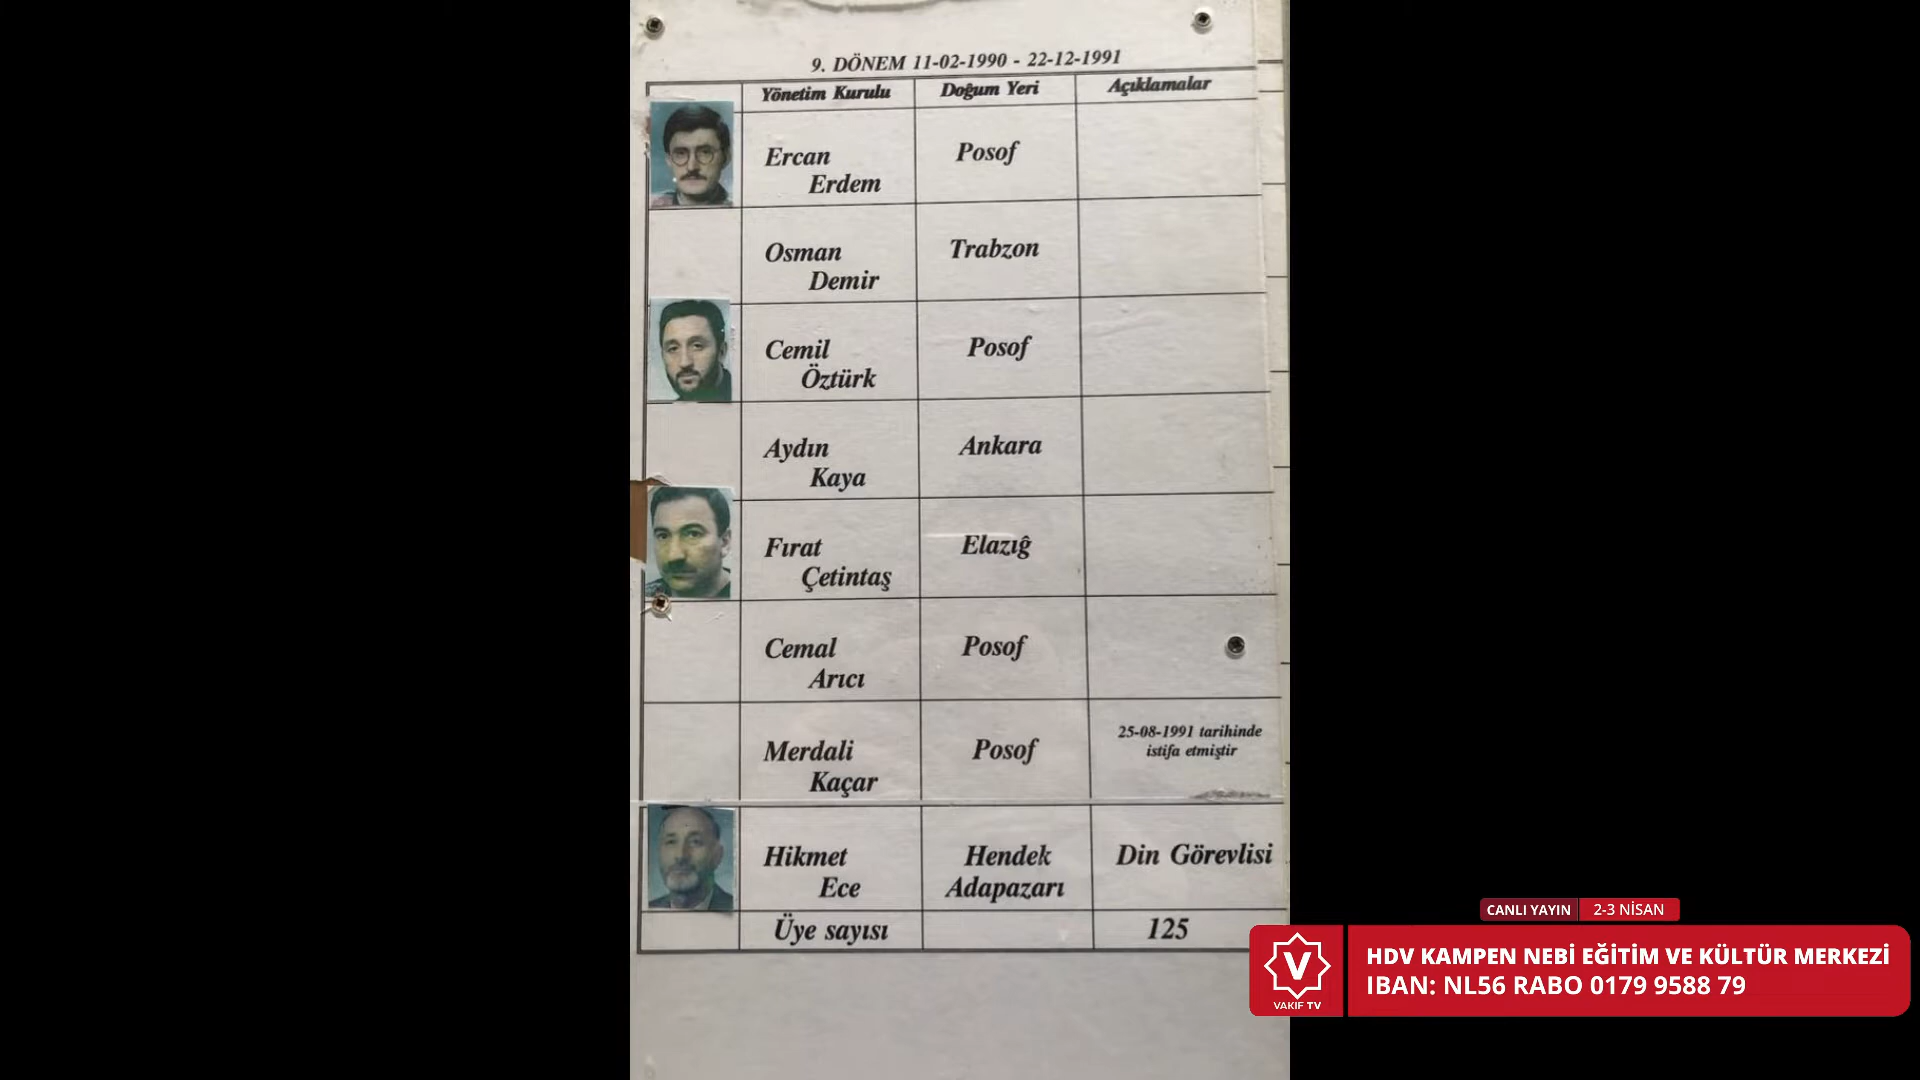 9. DÖNEM 11-02-1990 - 22-12-1991
Yönetim Kurulu Doğum Yeri Açıklamalar
Ercan
Erdem
Posof
Osman
Demir
Trabzon
Cemil
Öztürk
Posof
Aydın
Kaya
Ankara
Fırat
Çetintaş
Elazığ
Cemal
Arıcı
Posof
Merdali
Kaçar
Posof
25-08-1991 tarihinde
istifa etmiştir
Hikmet
Ece
Hendek
Adapazarı
Din Görevlisi
Üye sayısı 125
CANLI YAYIN 2-3 NİSAN
V
VAKIF TV
HDV KAMPEN NEBİ EĞİTİM VE KÜLTÜR MERKEZİ
IBAN: NL56 RABO 0179 9588 79